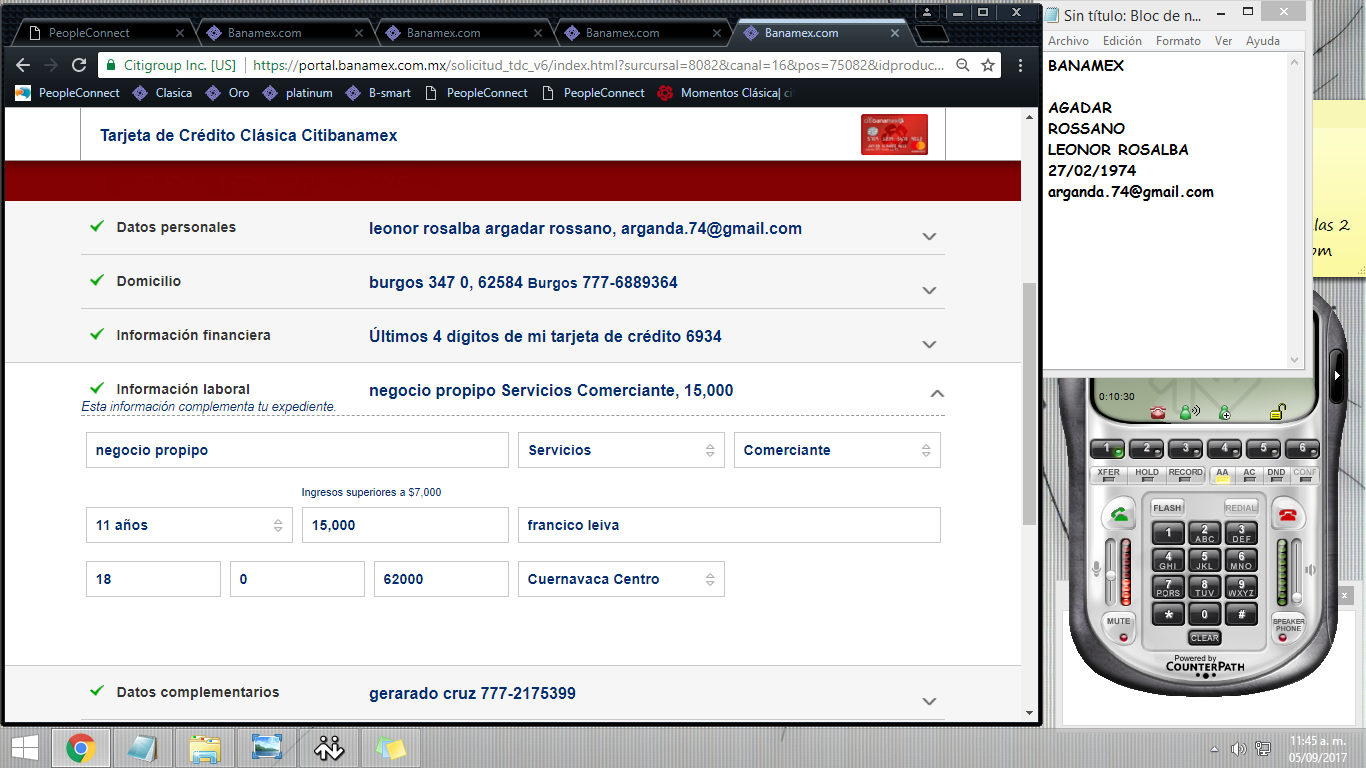 PeopleConnect
Banamex.com
Banamex.com
Banamex.com
Banamex.com
Citigroup Inc. [US]
https://portal.banamex.com.mx/solicitud_tdc_v6/index.html?surcursal=8082&canal=16&pos=75082&idproduc...
PeopleConnect
Clasica
Oro
platinum
B-smart
PeopleConnect
PeopleConnect
Momentos Clásica| ci
Tarjeta de Crédito Clásica Citibanamex
Datos personales
leonor rosalba argadar rossano, arganda.74@gmail.com
Domicilio
burgos 347 0, 62584 Burgos 777-6889364
Información financiera
Últimos 4 dígitos de mi tarjeta de crédito 6934
Información laboral
negocio propipo Servicios Comerciante, 15,000
Esta información complementa tu expediente.
negocio propipo
Servicios
Comerciante
Ingresos superiores a $7,000
11 años
15,000
francico leiva
18
0
62000
Cuernavaca Centro
Datos complementarios
gerarado cruz 777-2175399
Sin título: Bloc de n...
Archivo Edición Formato Ver Ayuda
BANAMEX
AGADAR
ROSSANO
LEONOR ROSALBA
27/02/1974
arganda.74@gmail.com
las 2
om
0:10:30
1 2 3 4 5 6
XFER HOLD RECORD AA AC DND CONF
FLASH REDIAL
1 2 ABC 3 DEF
4 GHI 5 JKL 6 MNO
7 PQRS 8 TUV 9 WXYZ
* 0 #
MUTE
CLEAR
SPEAKER PHONE
Powered by
COUNTERPATH
11:45 a. m.
05/09/2017